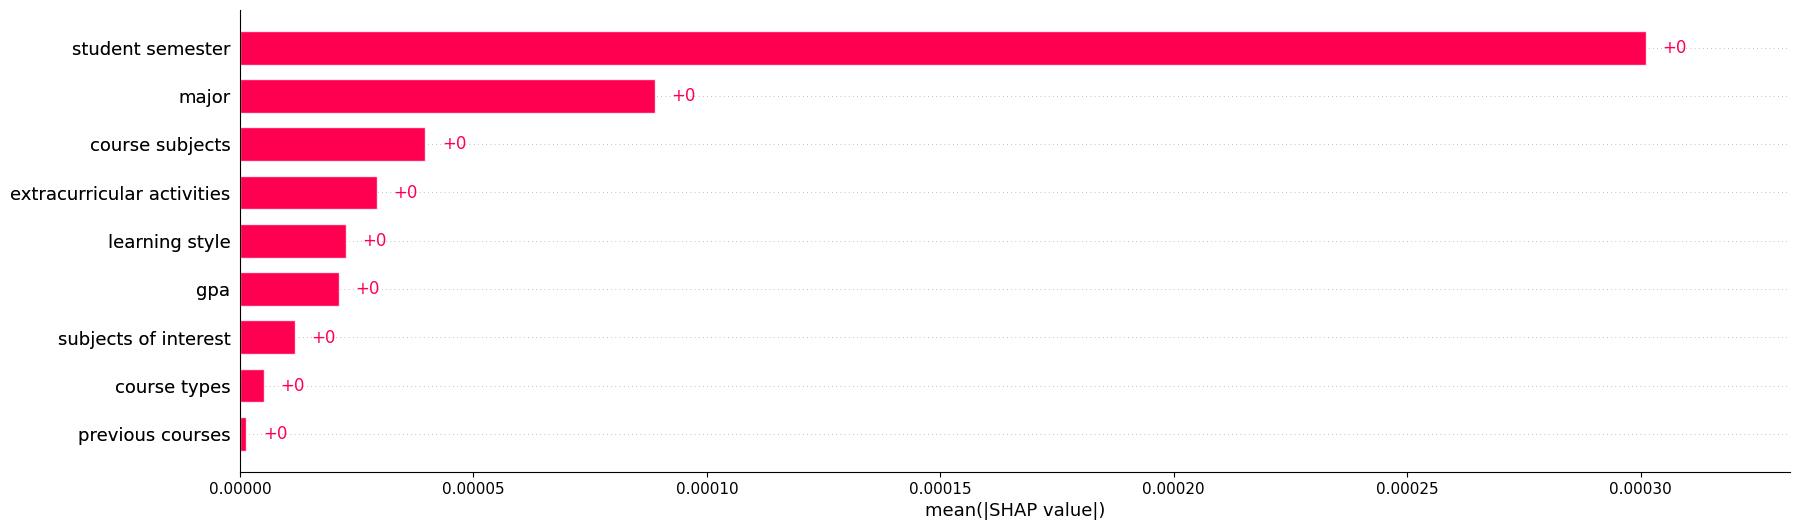 student semester +0
major +0
course subjects +0
extracurricular activities +0
learning style +0
gpa +0
subjects of interest +0
course types +0
previous courses +0
0.00000 0.00005 0.00010 0.00015 0.00020 0.00025 0.00030
mean(|SHAP value|)